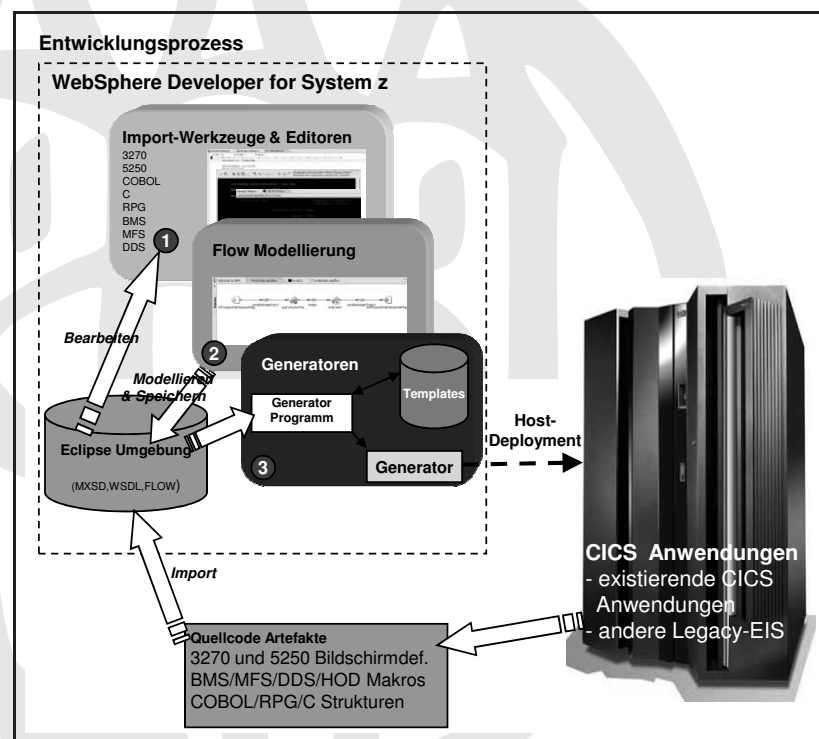 Entwicklungsprozess
WebSphere Developer for System z
Import-Werkzeuge & Editoren
3270
5250
COBOL
C
RPG
BMS
MFS
DDS
1
Flow Modellierung
Bearbeiten
2
Modellieren
& Speichern
Generatoren
Generator
Programm
Templates
Generator
3
Host-
Deployment
Eclipse Umgebung
(MXSD,WSDL,FLOW)
Import
CICS Anwendungen
- existierende CICS
Anwendungen
- andere Legacy-EIS
Quellcode Artefakte
3270 und 5250 Bildschirmdef.
BMS/MFS/DDS/HOD Makros
COBOL/RPG/C Strukturen